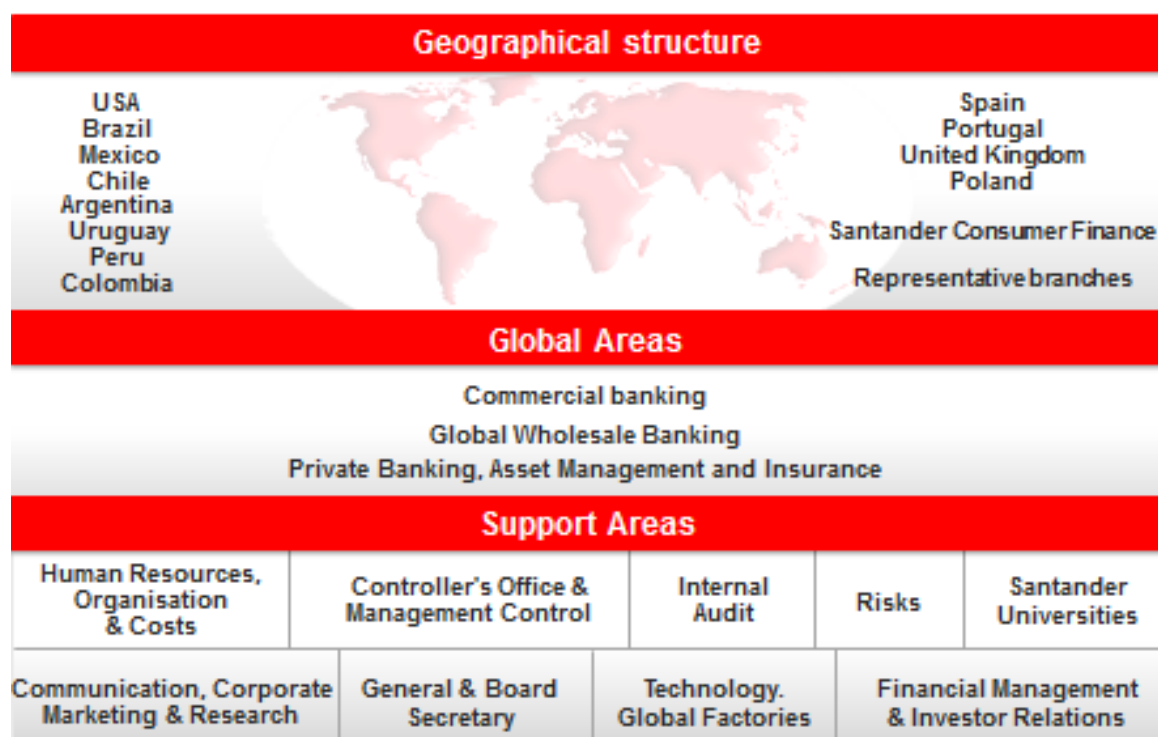 Geographical structure
USA
Brazil
Mexico
Chile
Argentina
Uruguay
Peru
Colombia
Spain
Portugal
United Kingdom
Poland
Santander Consumer Finance
Representative branches
Global Areas
Commercial banking
Global Wholesale Banking
Private Banking, Asset Management and Insurance
Support Areas
Human Resources,
Organisation
& Costs
Controller's Office &
Management Control
Internal
Audit
Risks
Santander
Universities
Communication, Corporate
Marketing & Research
General & Board
Secretary
Technology.
Global Factories
Financial Management
& Investor Relations